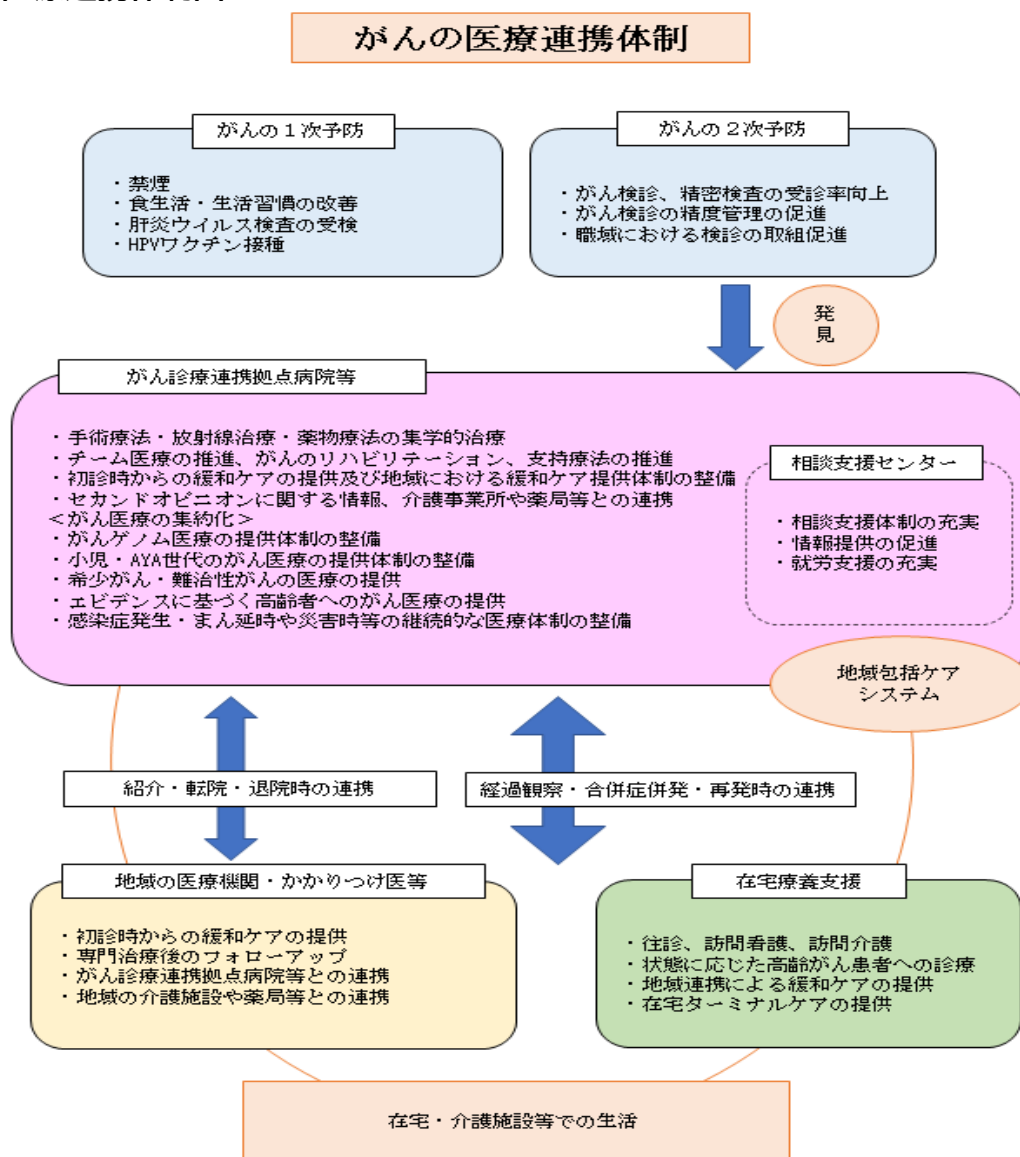 がんの医療連携体制
がんの１次予防
・禁煙
・食生活・生活習慣の改善
・肝炎ウイルス検査の受検
・HPVワクチン接種
がんの２次予防
・がん検診、精密検査の受診率向上
・がん検診の精度管理の促進
・職域における検診の取組促進
発
見
がん診療連携拠点病院等
・手術療法・放射線治療・薬物療法の集学的治療
・チーム医療の推進、がんのリハビリテーション、支持療法の推進
・初診時からの緩和ケアの提供及び地域における緩和ケア提供体制の整備
・セカンドオピニオンに関する情報、介護事業所や薬局等との連携
＜がん医療の集約化＞
・がんゲノム医療の提供体制の整備
・小児・AYA世代のがん医療の提供体制の整備
・希少がん・難治性がんの医療の提供
・エビデンスに基づく高齢者へのがん医療の提供
・感染症発生・まん延時や災害時等の継続的な医療体制の整備
相談支援センター
・相談支援体制の充実
・情報提供の促進
・就労支援の充実
地域包括ケア
システム
紹介・転院・退院時の連携
経過観察・合併症併発・再発時の連携
地域の医療機関・かかりつけ医等
・初診時からの緩和ケアの提供
・専門治療後のフォローアップ
・がん診療連携拠点病院等との連携
・地域の介護施設や薬局等との連携
在宅療養支援
・往診、訪問看護、訪問介護
・状態に応じた高齢がん患者への診療
・地域連携による緩和ケアの提供
・在宅ターミナルケアの提供
在宅・介護施設等での生活